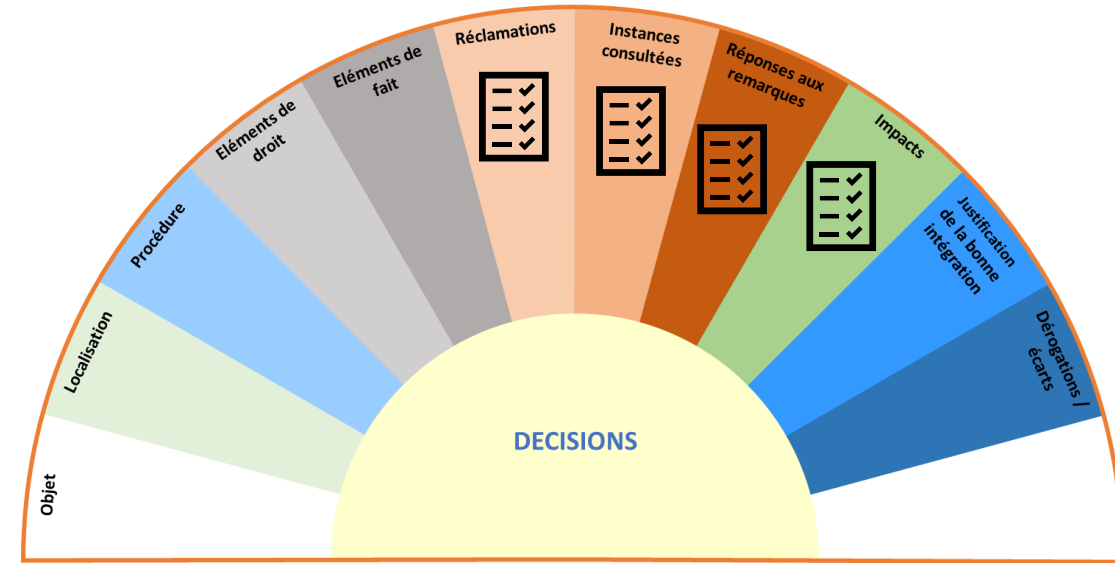 Objet
Localisation
Procédure
Eléments de
droit
Eléments de
fait
Réclamations
Instances
consultées
Réponses aux
remarques
Impacts
Justification
de la bonne
intégration
Dérogations /
écarts
DECISIONS